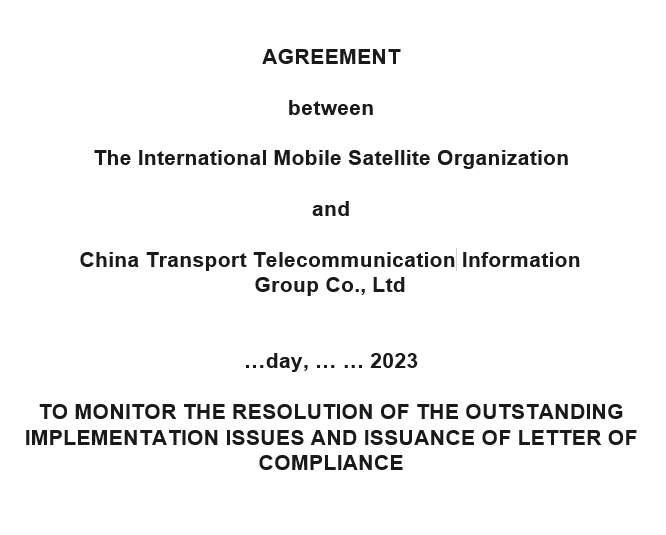 AGREEMENT
between
The International Mobile Satellite Organization
and
China Transport Telecommunication Information
Group Co., Ltd
…day, … … 2023
TO MONITOR THE RESOLUTION OF THE OUTSTANDING
IMPLEMENTATION ISSUES AND ISSUANCE OF LETTER OF
COMPLIANCE